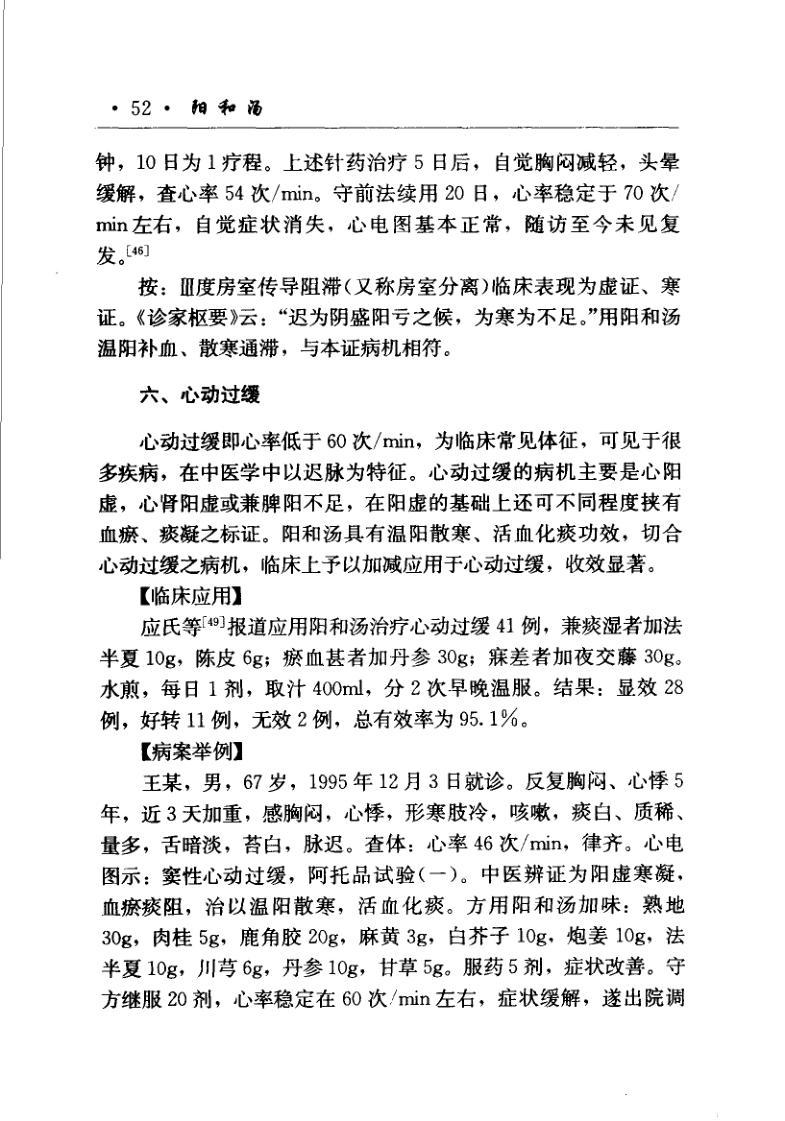 ·52· 阳和汤
钟，10日为1疗程。上述针药治疗5日后，自觉胸闷减轻，头晕
缓解，查心率54次/min。守前法续用20日，心率稳定于70次/
min左右，自觉症状消失，心电图基本正常，随访至今未见复
发。[46]
按：Ⅲ度房室传导阻滞(又称房室分离)临床表现为虚证、寒
证。《诊家枢要》云：“迟为阴盛阳亏之候，为寒为不足。”用阳和汤
温阳补血、散寒通滞，与本证病机相符。
六、心动过缓
心动过缓即心率低于60次/min，为临床常见体征，可见于很
多疾病，在中医学中以迟脉为特征。心动过缓的病机主要是心阳
虚，心肾阳虚或兼脾阳不足，在阳虚的基础上还可不同程度挟有
血瘀、痰凝之标证。阳和汤具有温阳散寒、活血化痰功效，切合
心动过缓之病机，临床上予以加减应用于心动过缓，收效显著。
【临床应用】
应氏等[49]报道应用阳和汤治疗心动过缓41例，兼痰湿者加法
半夏10g，陈皮6g；瘀血甚者加丹参30g；寐差者加夜交藤30g。
水煎，每日1剂，取汁400ml，分2次早晚温服。结果：显效28
例，好转11例，无效2例，总有效率为95.1%。
【病案举例】
王某，男，67岁，1995年12月3日就诊。反复胸闷、心悸5
年，近3天加重，感胸闷，心悸，形寒肢冷，咳嗽，痰白、质稀、
量多，舌暗淡，苔白，脉迟。查体：心率46次/min，律齐。心电
图示：窦性心动过缓，阿托品试验(一)。中医辨证为阳虚寒凝，
血瘀痰阻，治以温阳散寒，活血化痰。方用阳和汤加味：熟地
30g，肉桂5g，鹿角胶20g，麻黄3g，白芥子10g，炮姜10g，法
半夏10g，川芎6g，丹参10g，甘草5g。服药5剂，症状改善。守
方继服20剂，心率稳定在60次/min左右，症状缓解，遂出院调